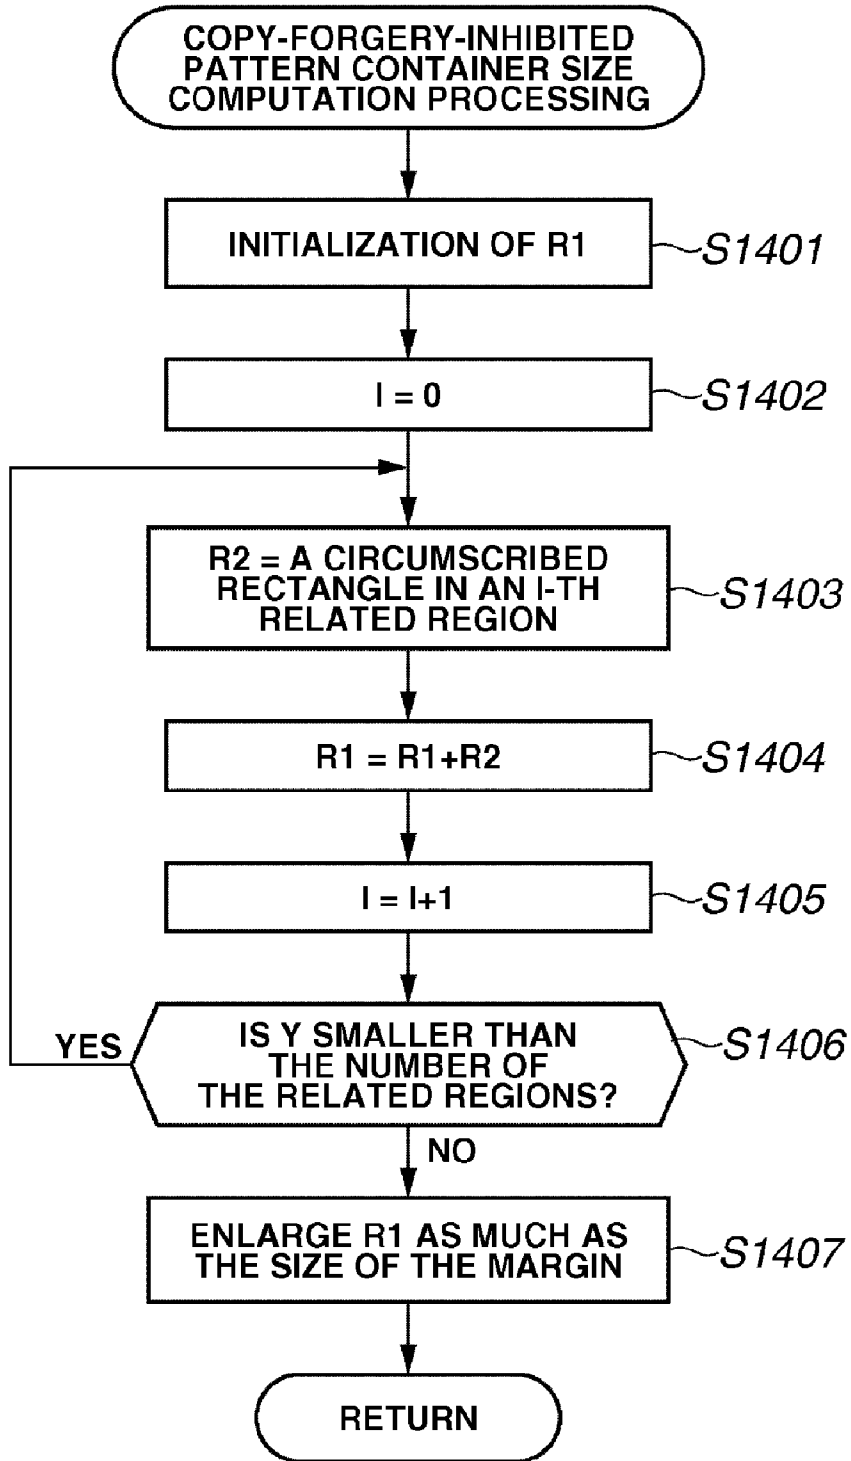 COPY-FORGERY-INHIBITED
PATTERN CONTAINER SIZE
COMPUTATION PROCESSING
INITIALIZATION OF R1
S1401
I = 0
S1402
R2 = A CIRCUMSCRIBED
RECTANGLE IN AN I-TH
RELATED REGION
S1403
R1 = R1+R2
S1404
I = I+1
S1405
YES
IS Y SMALLER THAN
THE NUMBER OF
THE RELATED REGIONS?
S1406
NO
ENLARGE R1 AS MUCH AS
THE SIZE OF THE MARGIN
S1407
RETURN